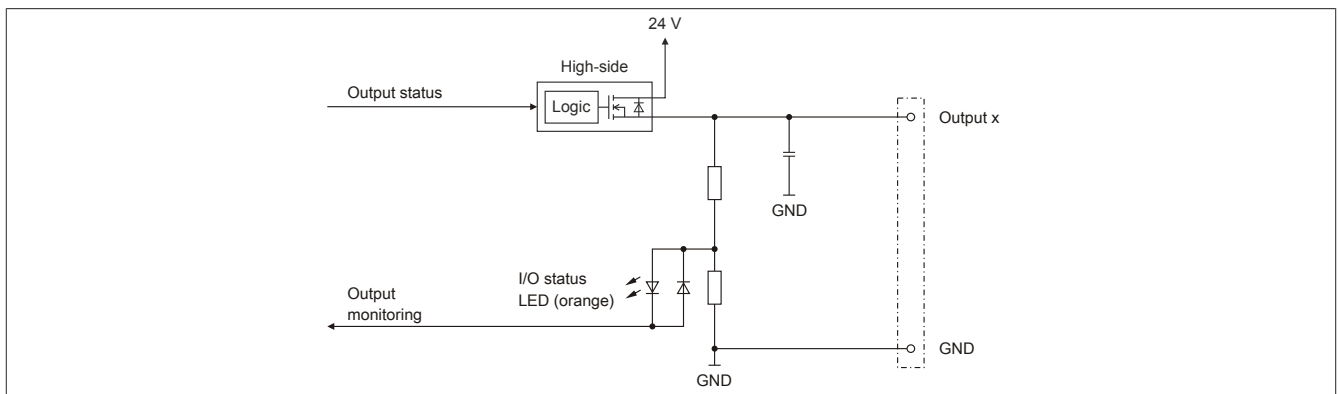 24 V
High-side
Output status
Logic
Output x
GND
I/O status
LED (orange)
Output
monitoring
GND
GND